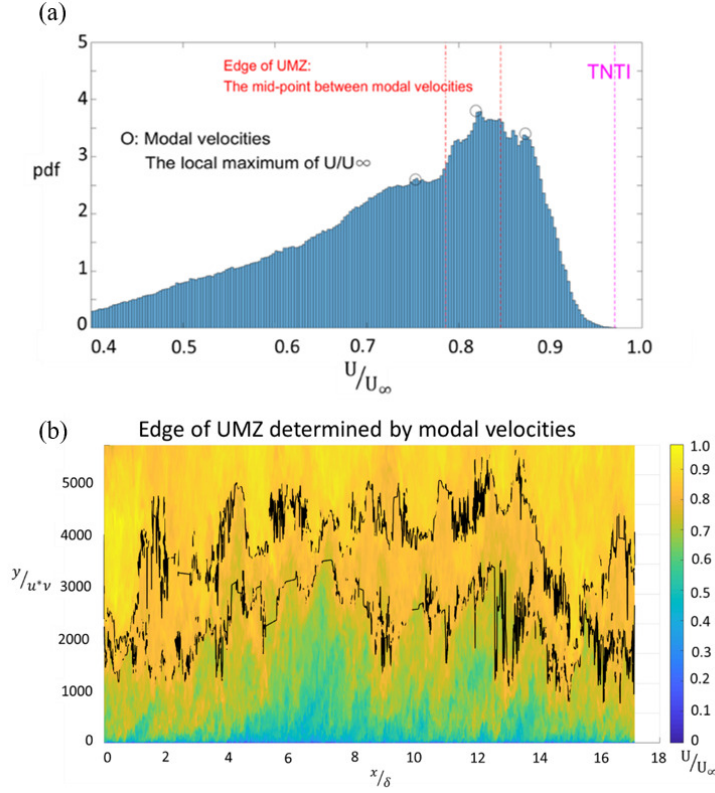 (a)
5
4
3
2
1
0
pdf
Edge of UMZ:
The mid-point between modal velocities
TNTI
O: Modal velocities
The local maximum of U/U∞
0.4 0.5 0.6 0.7 0.8 0.9 1.0
U/U∞
(b)
Edge of UMZ determined by modal velocities
5000
4000
3000
2000
1000
0
y/u*ν
0 2 4 6 8 10 12 14 16 18
x/δ
1.0
0.9
0.8
0.7
0.6
0.5
0.4
0.3
0.2
0.1
0
U/U∞